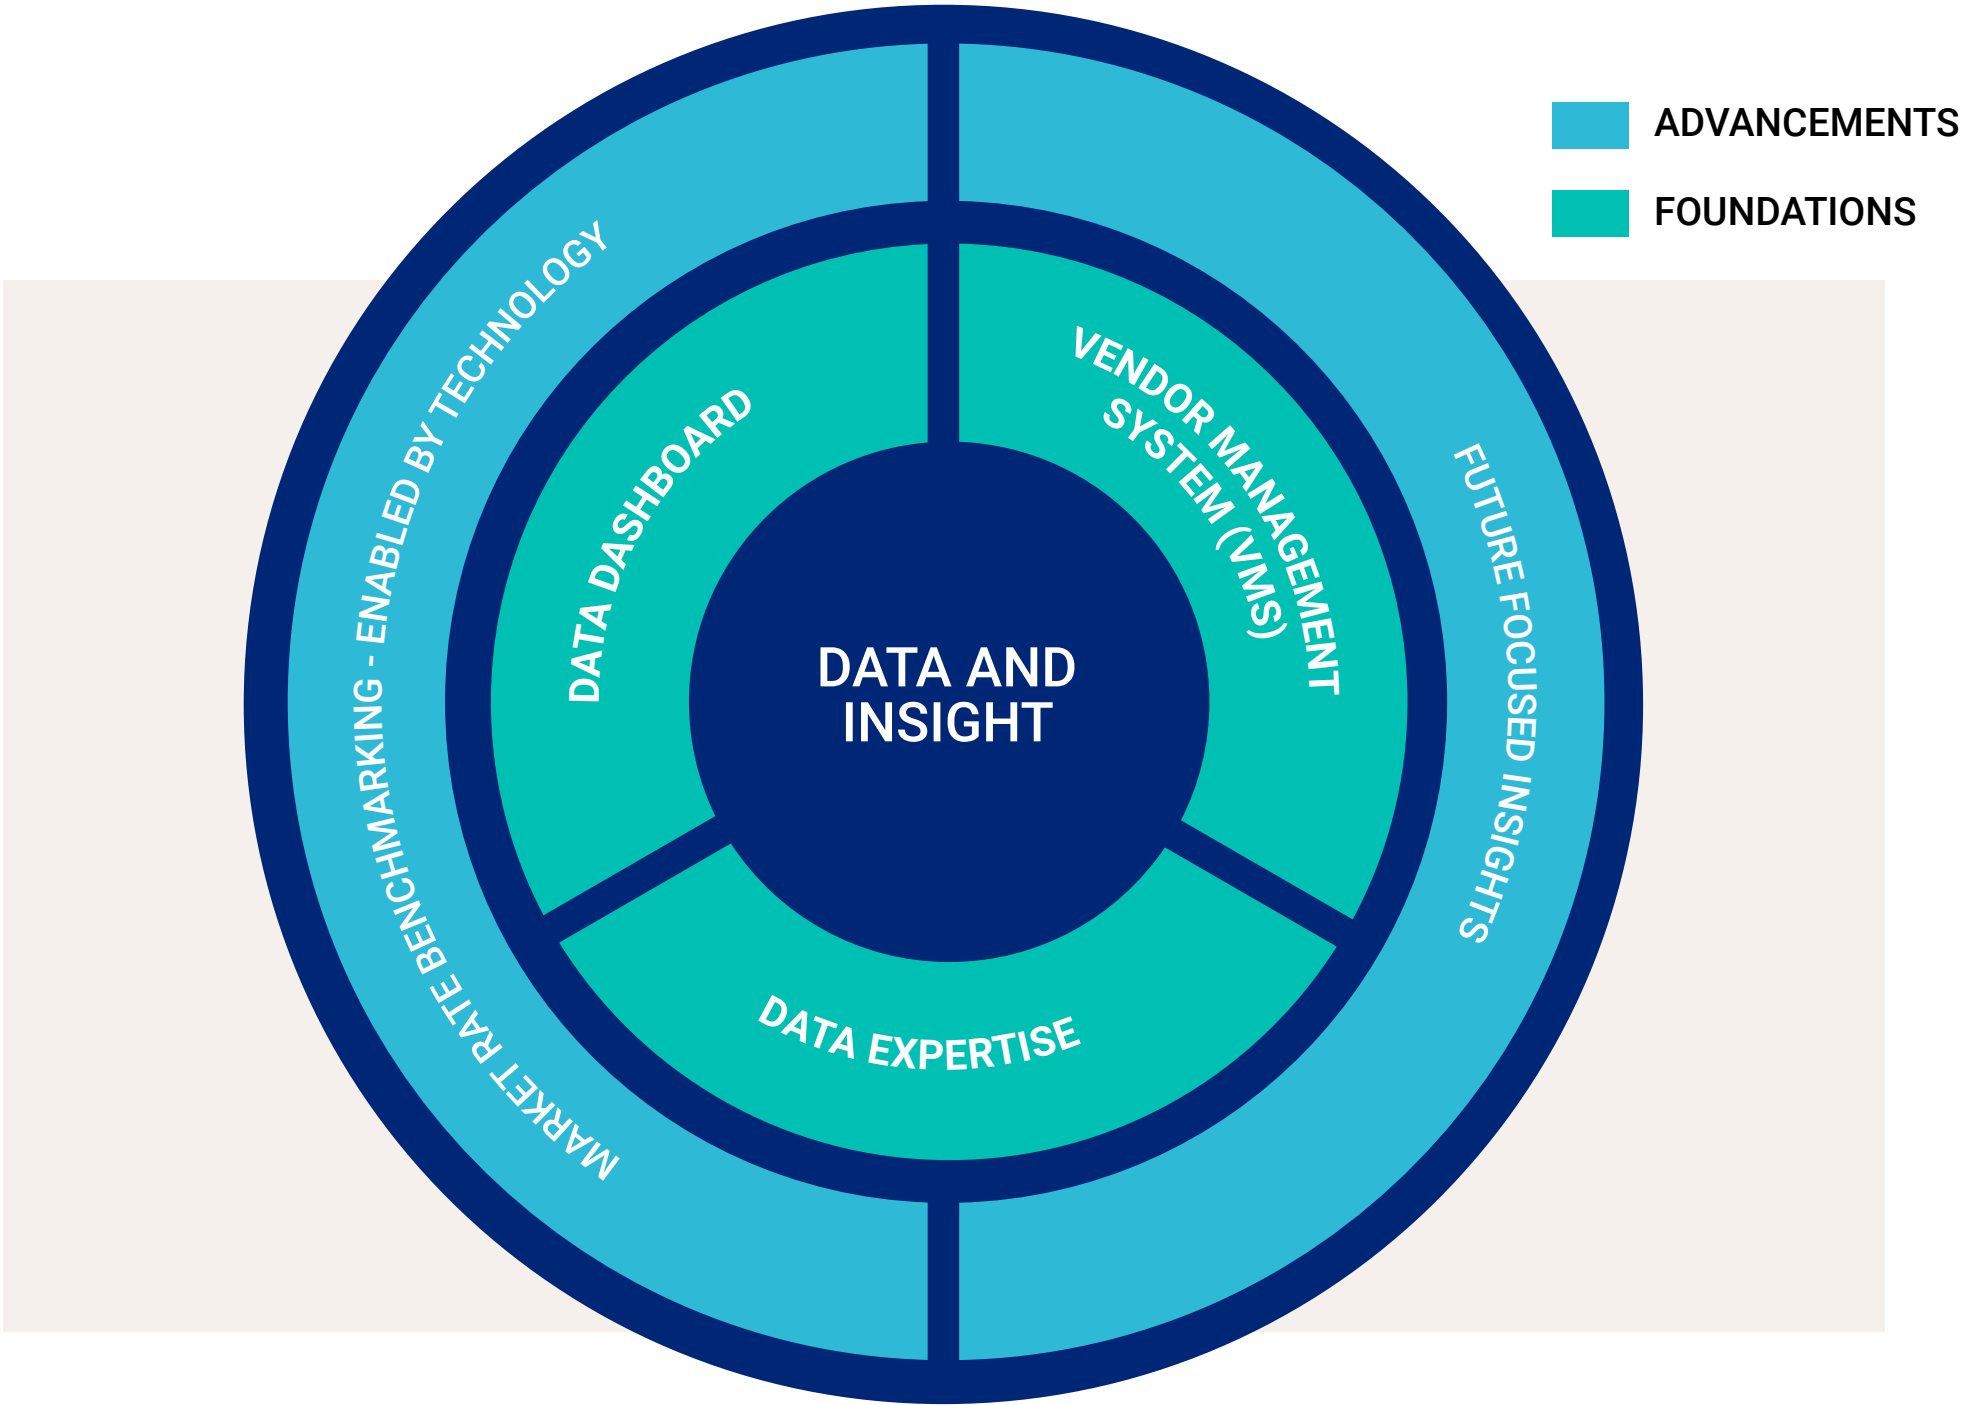 ADVANCEMENTS
FOUNDATIONS
MARKET RATE BENCHMARKING - ENABLED BY TECHNOLOGY
FUTURE FOCUSED INSIGHTS
DATA DASHBOARD
VENDOR MANAGEMENT
SYSTEM (VMS)
DATA AND
INSIGHT
DATA EXPERTISE